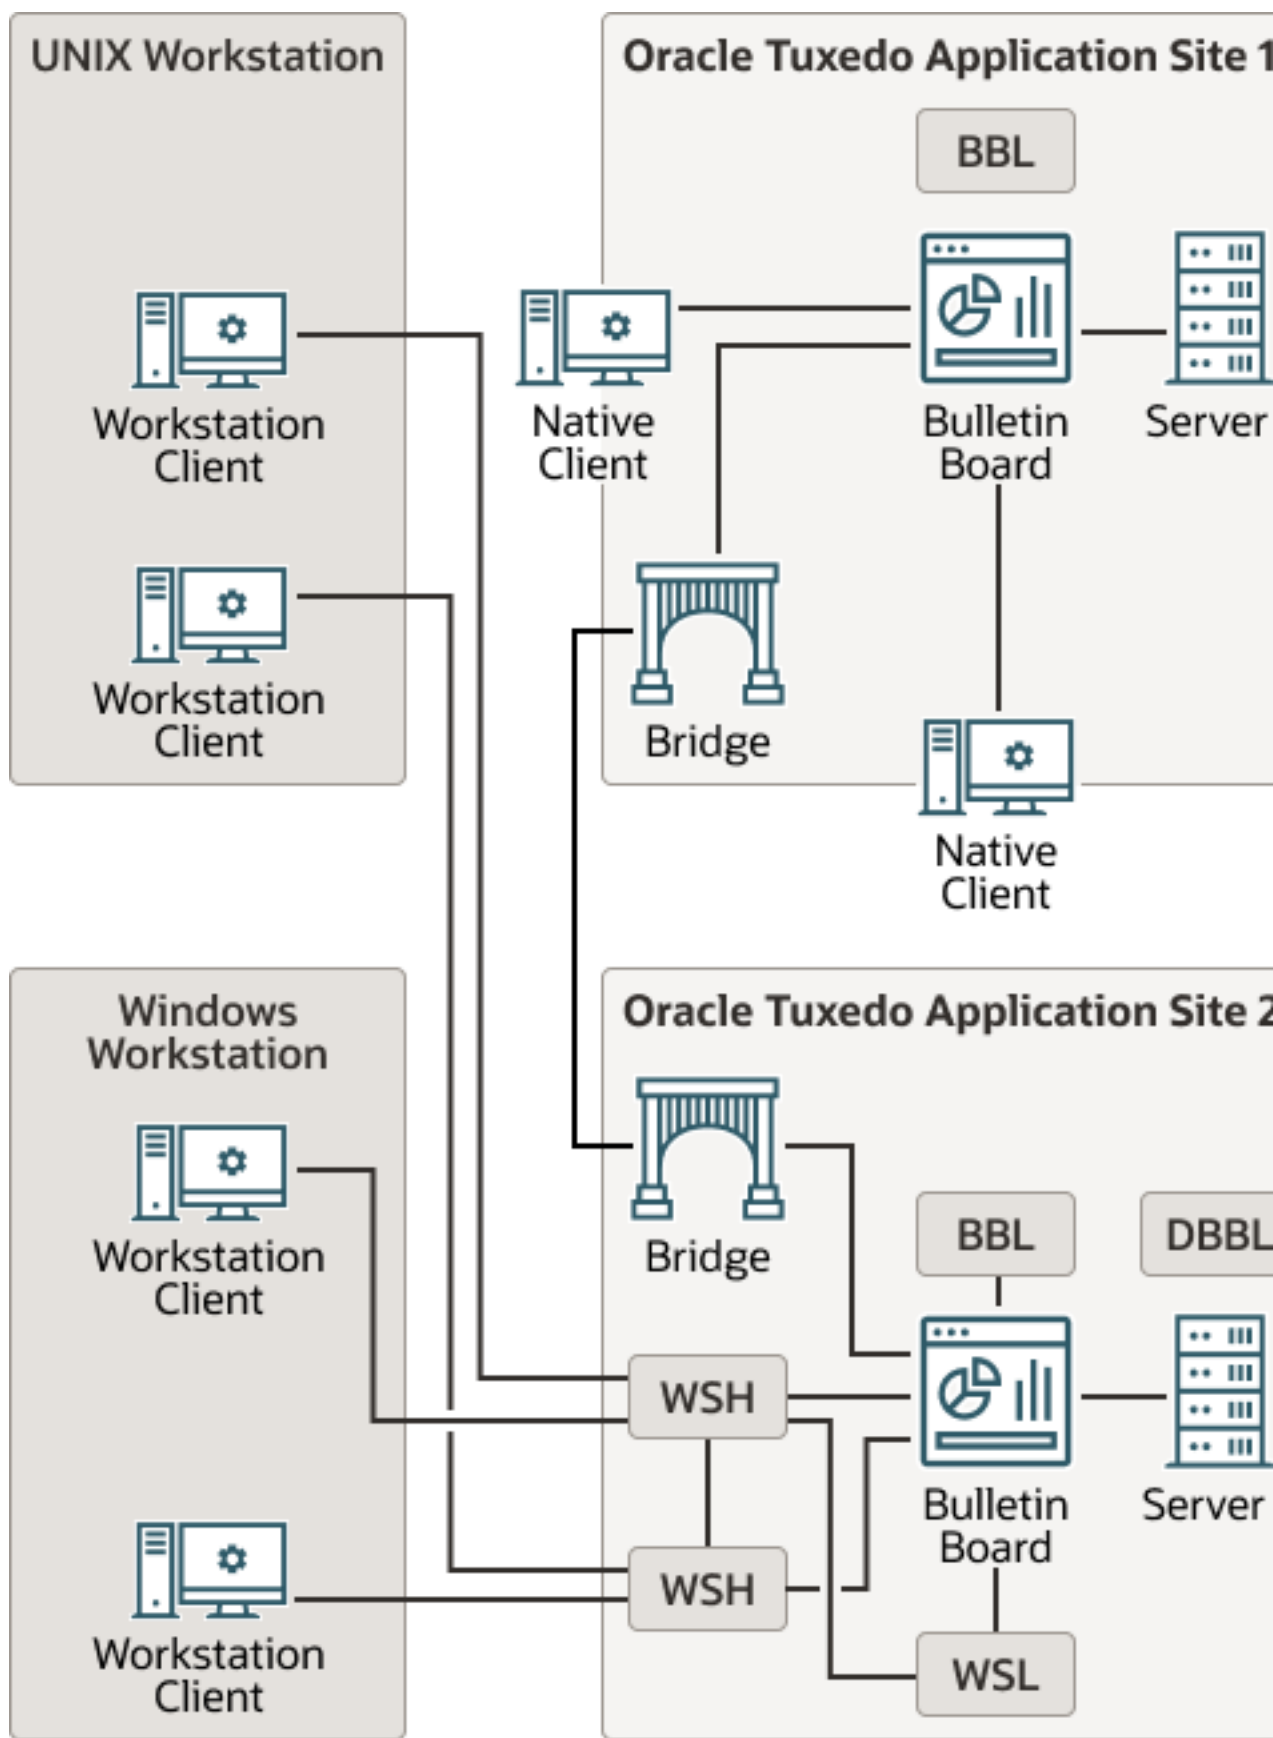 UNIX Workstation
Workstation
Client
Workstation
Client
Oracle Tuxedo Application Site 1
BBL
Native
Client
Bulletin
Board
Server
Bridge
Native
Client
Windows
Workstation
Workstation
Client
Workstation
Client
Oracle Tuxedo Application Site 2
Bridge
BBL
DBBL
WSH
Bulletin
Board
Server
WSH
WSL